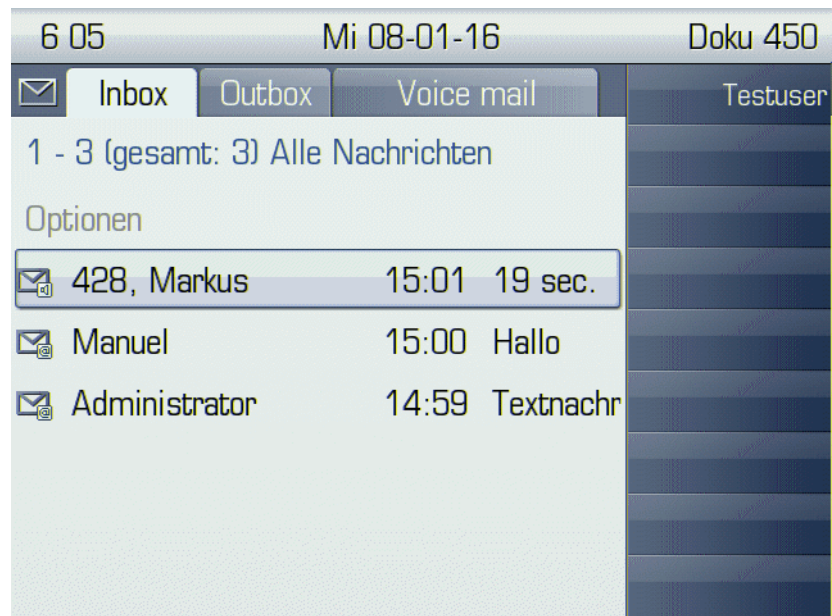 6 05 Mi 08-01-16 Doku 450
Inbox Outbox Voice mail Testuser
1 - 3 (gesamt: 3) Alle Nachrichten
Optionen
428, Markus 15:01 19 sec.
Manuel 15:00 Hallo
Administrator 14:59 Textnachr